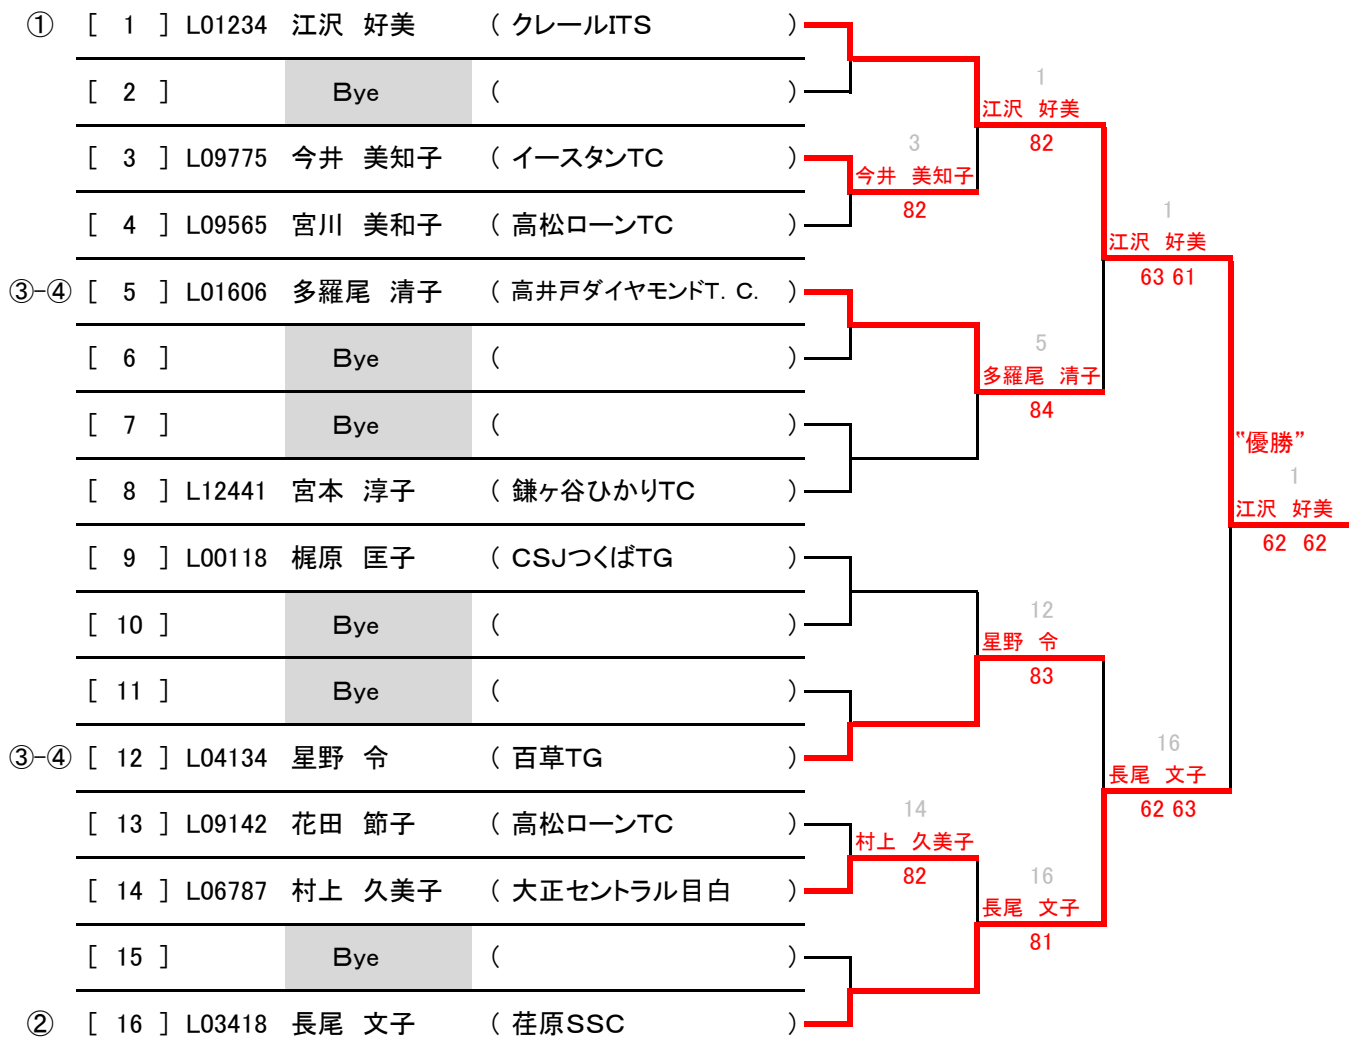 ① [ 1 ] L01234 江沢 好美 ( クレールITS )
[ 2 ] Bye ( )
1
江沢 好美
82
[ 3 ] L09775 今井 美知子 ( イースタンTC )
3
今井 美知子
82
[ 4 ] L09565 宮川 美和子 ( 高松ローンTC )
1
江沢 好美
63 61
③-④ [ 5 ] L01606 多羅尾 清子 ( 高井戸ダイヤモンドT. C. )
[ 6 ] Bye ( )
5
多羅尾 清子
84
[ 7 ] Bye ( )
[ 8 ] L12441 宮本 淳子 ( 鎌ヶ谷ひかりTC )
"優勝"
1
江沢 好美
62 62
[ 9 ] L00118 梶原 匡子 ( CSJつくばTG )
[ 10 ] Bye ( )
12
星野 令
83
[ 11 ] Bye ( )
③-④ [ 12 ] L04134 星野 令 ( 百草TG )
16
長尾 文子
62 63
[ 13 ] L09142 花田 節子 ( 高松ローンTC )
14
村上 久美子
82
[ 14 ] L06787 村上 久美子 ( 大正セントラル目白 )
16
長尾 文子
81
[ 15 ] Bye ( )
② [ 16 ] L03418 長尾 文子 ( 荏原SSC )